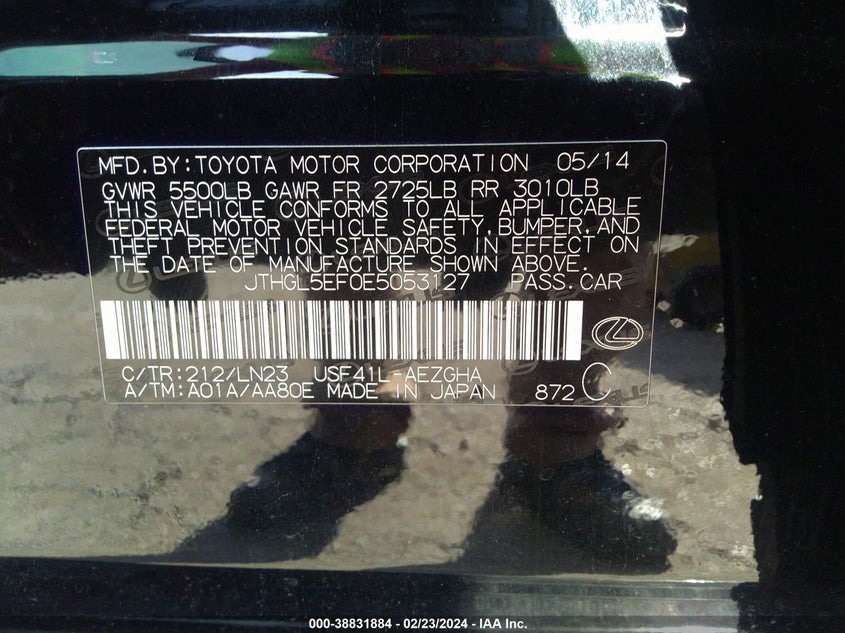 MFD.BY:TOYOTA MOTOR CORPORATION 05/14
GVWR 5500LB GAWR FR 2725LB RR 3010LB
THIS VEHICLE CONFORMS TO ALL APPLICABLE
FEDERAL MOTOR VEHICLE SAFETY,BUMPER,AND
THEFT PREVENTION STANDARDS IN EFFECT ON
THE DATE OF MANUFACTURE SHOWN ABOVE.
JTHGL5EF0E5053127 PASS.CAR
C/TR:212/LN23 USF41L-AEZGHA
A/TM:A01A/AA80E MADE IN JAPAN 872 C
000-38831884 - 02/23/2024 - IAA Inc.